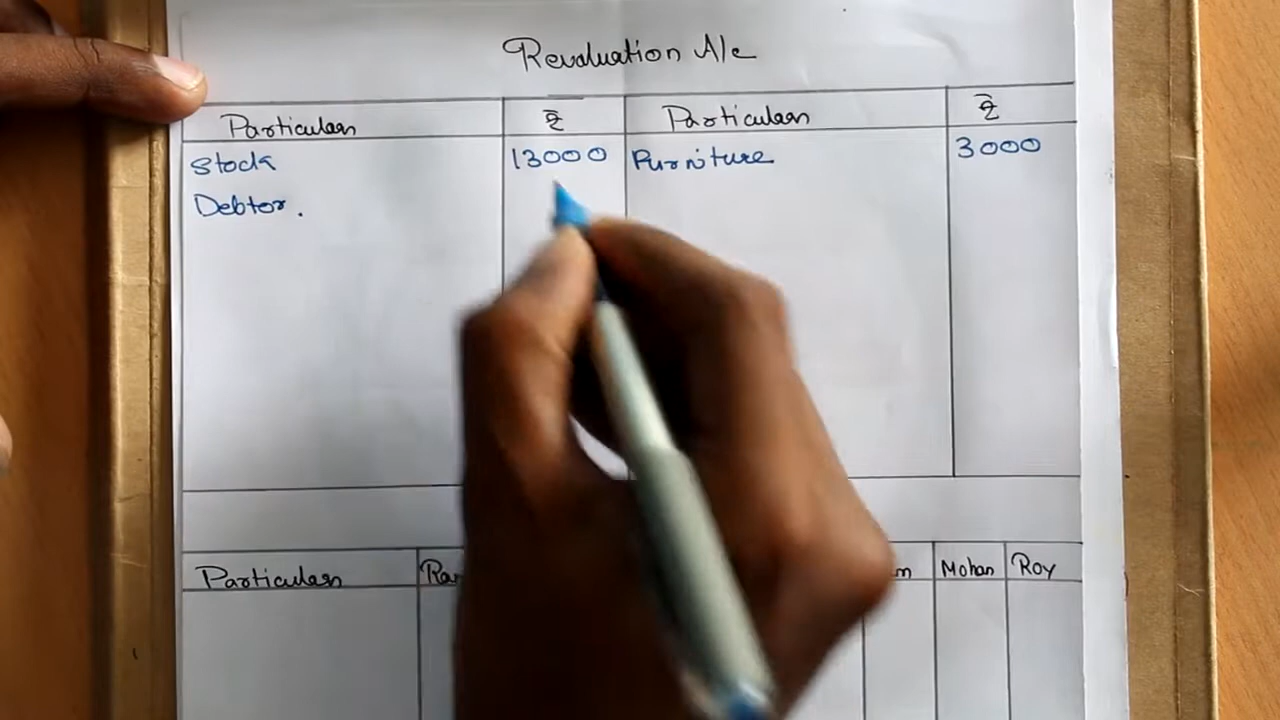 Revaluation A/c
Particulars ₹ Particulars ₹
Stock 13000 Furniture 3000
Debtor.
Particulars Mohan Roy